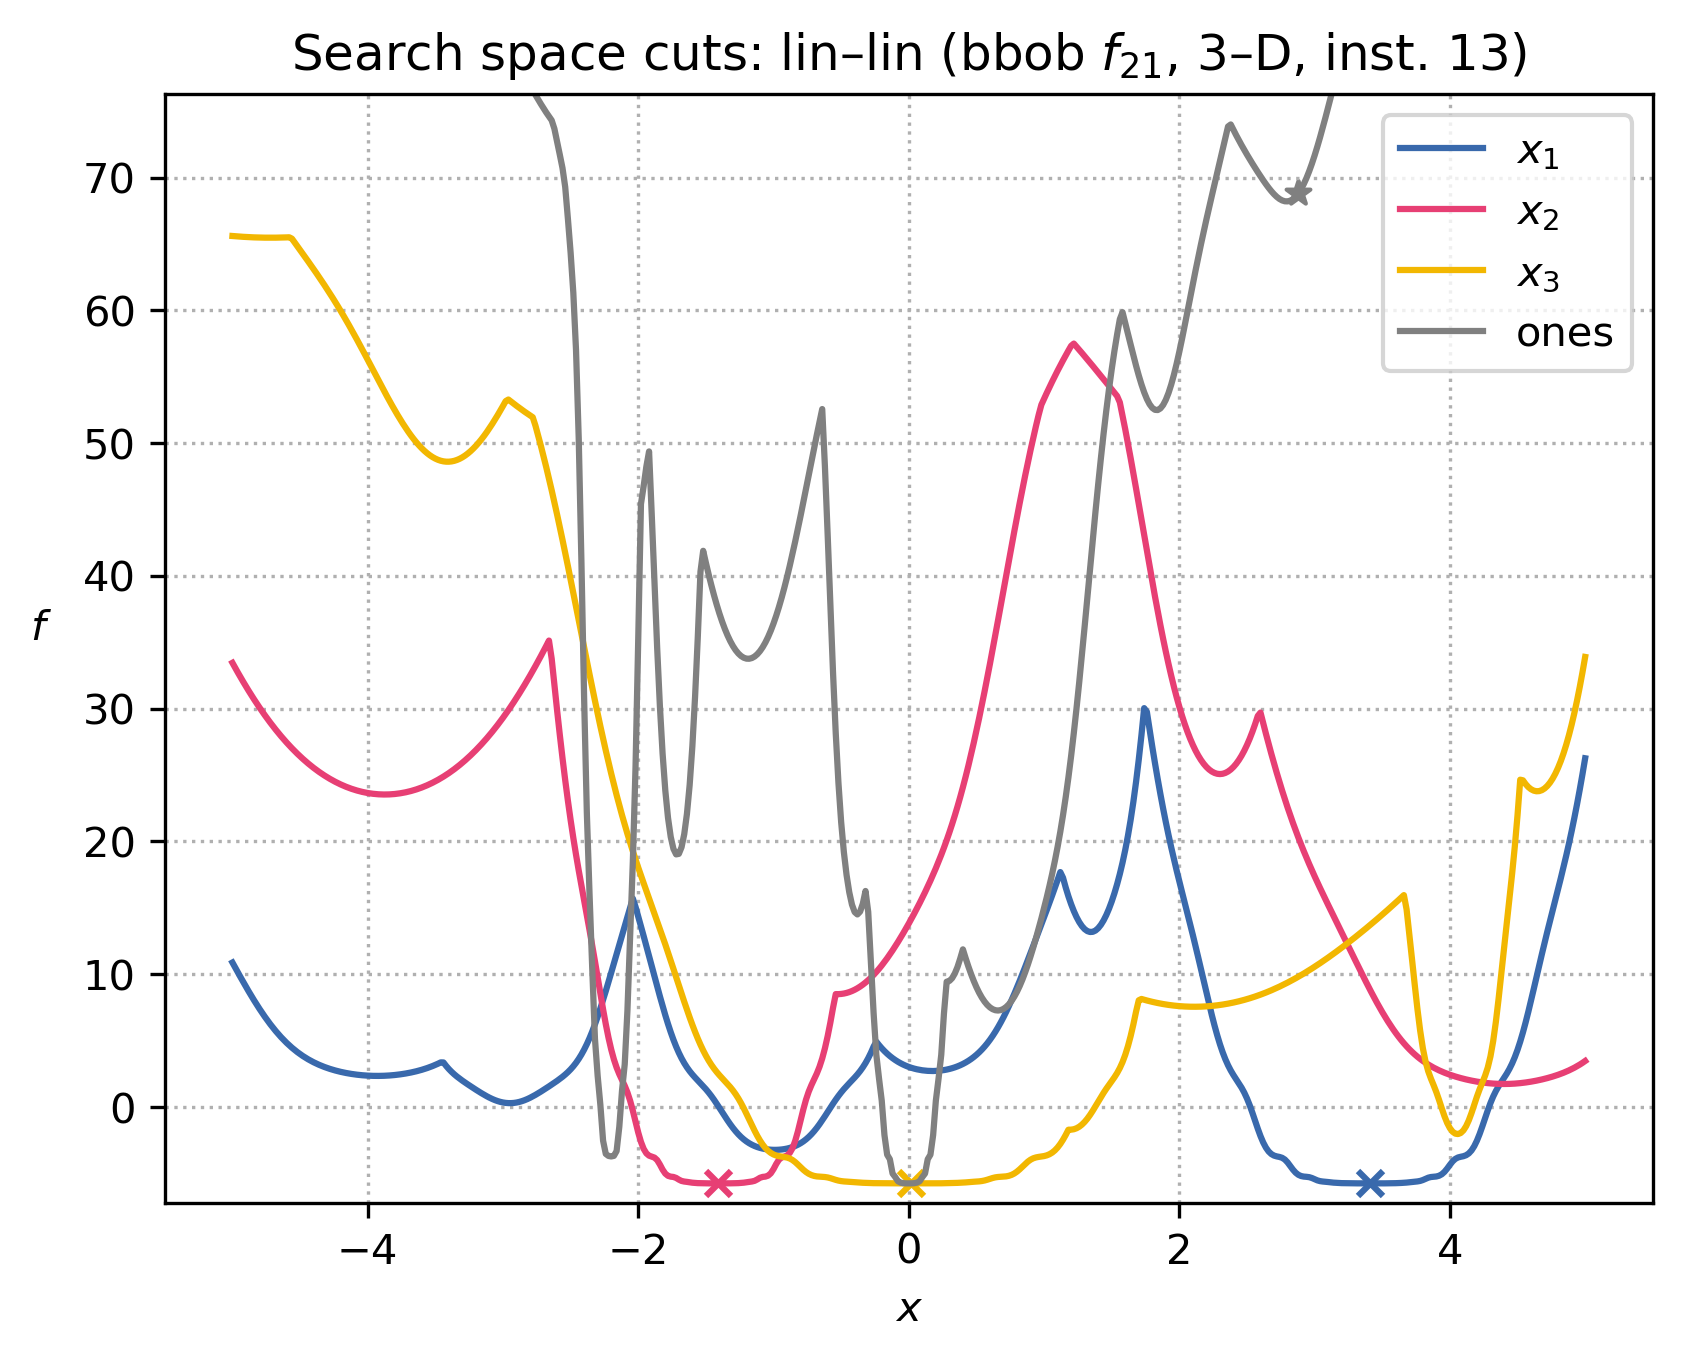 Search space cuts: lin–lin (bbob f₂₁, 3–D, inst. 13)
x₁
x₂
x₃
ones
70
60
50
40
30
20
10
0
f
−4 −2 0 2 4
x